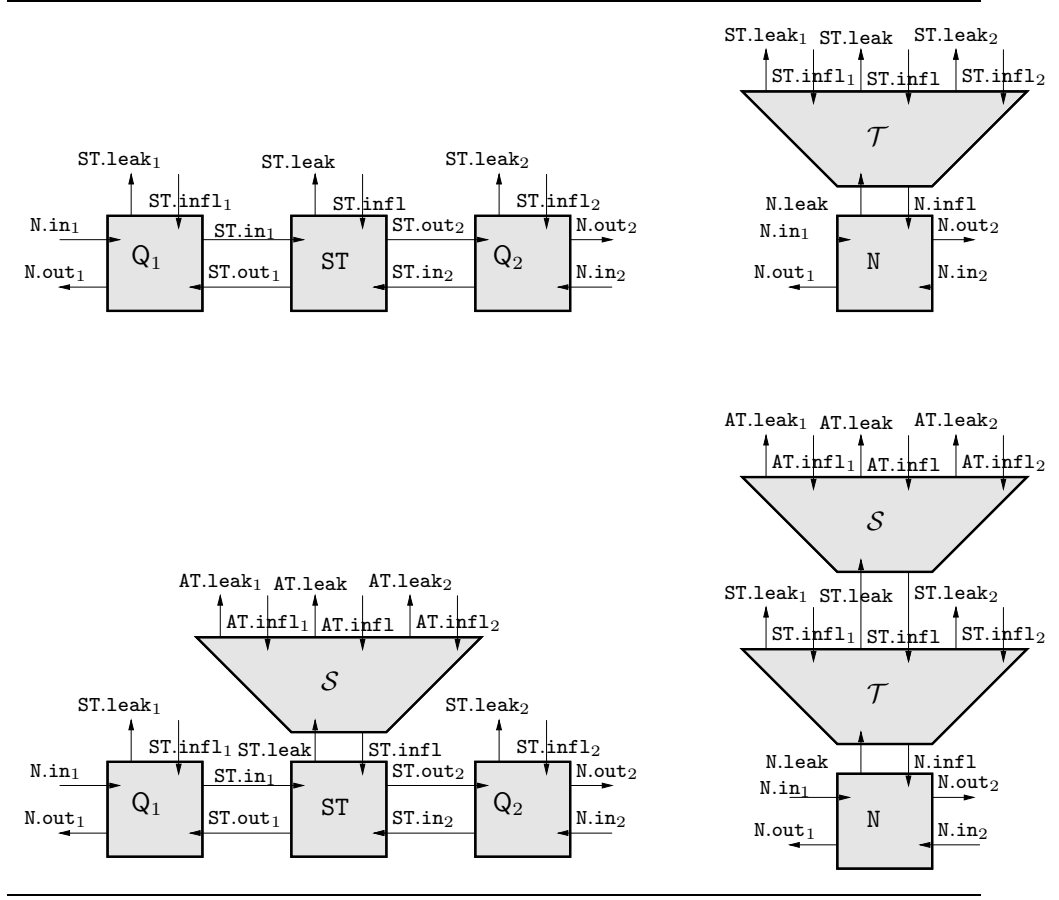 ST.leak₁ ST.leak ST.leak₂
ST.infl₁ ST.infl ST.infl₂
𝒯
ST.leak₁ ST.leak ST.leak₂
ST.infl₁ ST.infl ST.infl₂ N.leak N.infl
N.in₁ ST.in₁ ST.out₂ N.out₂ N.in₁ N.out₂
Q₁ ST Q₂ N
N.out₁ ST.out₁ ST.in₂ N.in₂ N.out₁ N.in₂
AT.leak₁ AT.leak AT.leak₂
AT.infl₁ AT.infl AT.infl₂
𝒮
AT.leak₁ AT.leak AT.leak₂ ST.leak₁ ST.leak ST.leak₂
AT.infl₁ AT.infl AT.infl₂ ST.infl₁ ST.infl ST.infl₂
𝒮 𝒯
ST.leak₁ ST.leak₂
ST.infl₁ ST.leak ST.infl ST.infl₂ N.leak N.infl
N.in₁ ST.in₁ ST.out₂ N.out₂ N.in₁ N.out₂
Q₁ ST Q₂ N
N.out₁ ST.out₁ ST.in₂ N.in₂ N.out₁ N.in₂